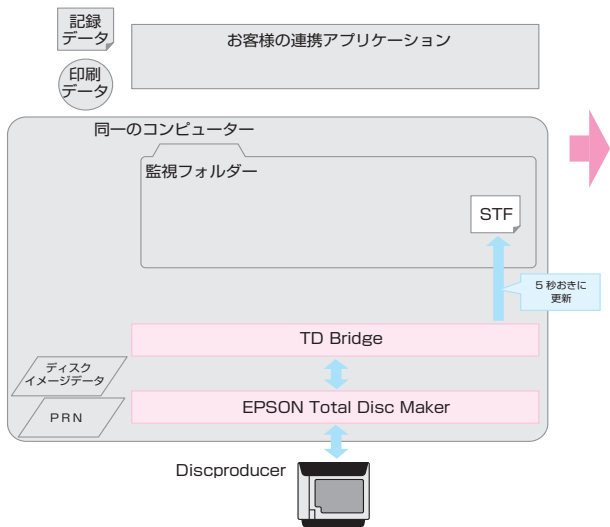 記録
データ
お客様の連携アプリケーション
印刷
データ
同一のコンピューター
監視フォルダー
STF
5 秒おきに
更新
TD Bridge
ディスク
イメージデータ
EPSON Total Disc Maker
PRN
Discproducer